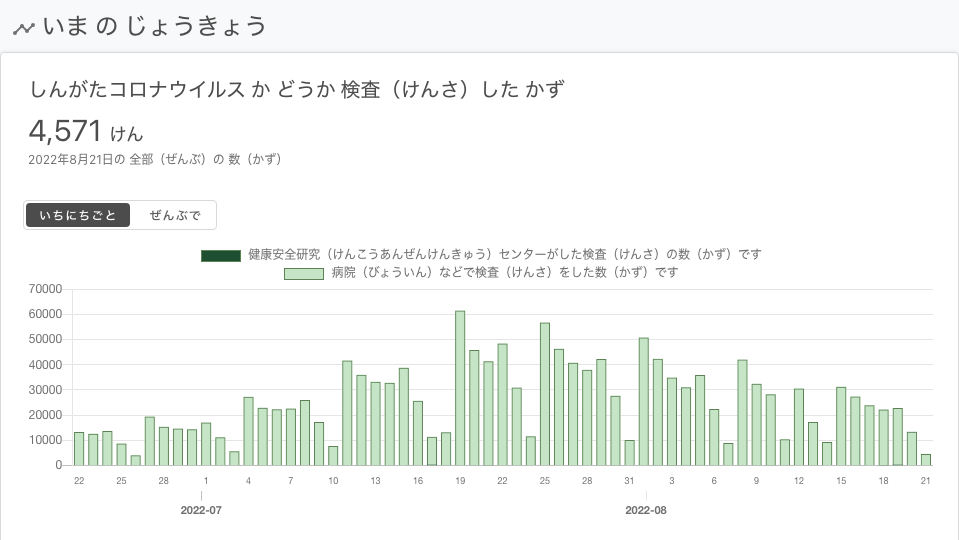 いま の じょうきょう
しんがたコロナウイルス か どうか 検査（けんさ）した かず
4,571 けん
2022年8月21日の 全部（ぜんぶ）の 数（かず）
いちにちごと ぜんぶで
健康安全研究（けんこうあんぜんけんきゅう）センターがした検査（けんさ）の数（かず）です
病院（びょういん）などで検査（けんさ）をした数（かず）です
70000
60000
50000
40000
30000
20000
10000
0
22 25 28 1 4 7 10 13 16 19 22 25 28 31 3 6 9 12 15 18 21
2022-07 2022-08